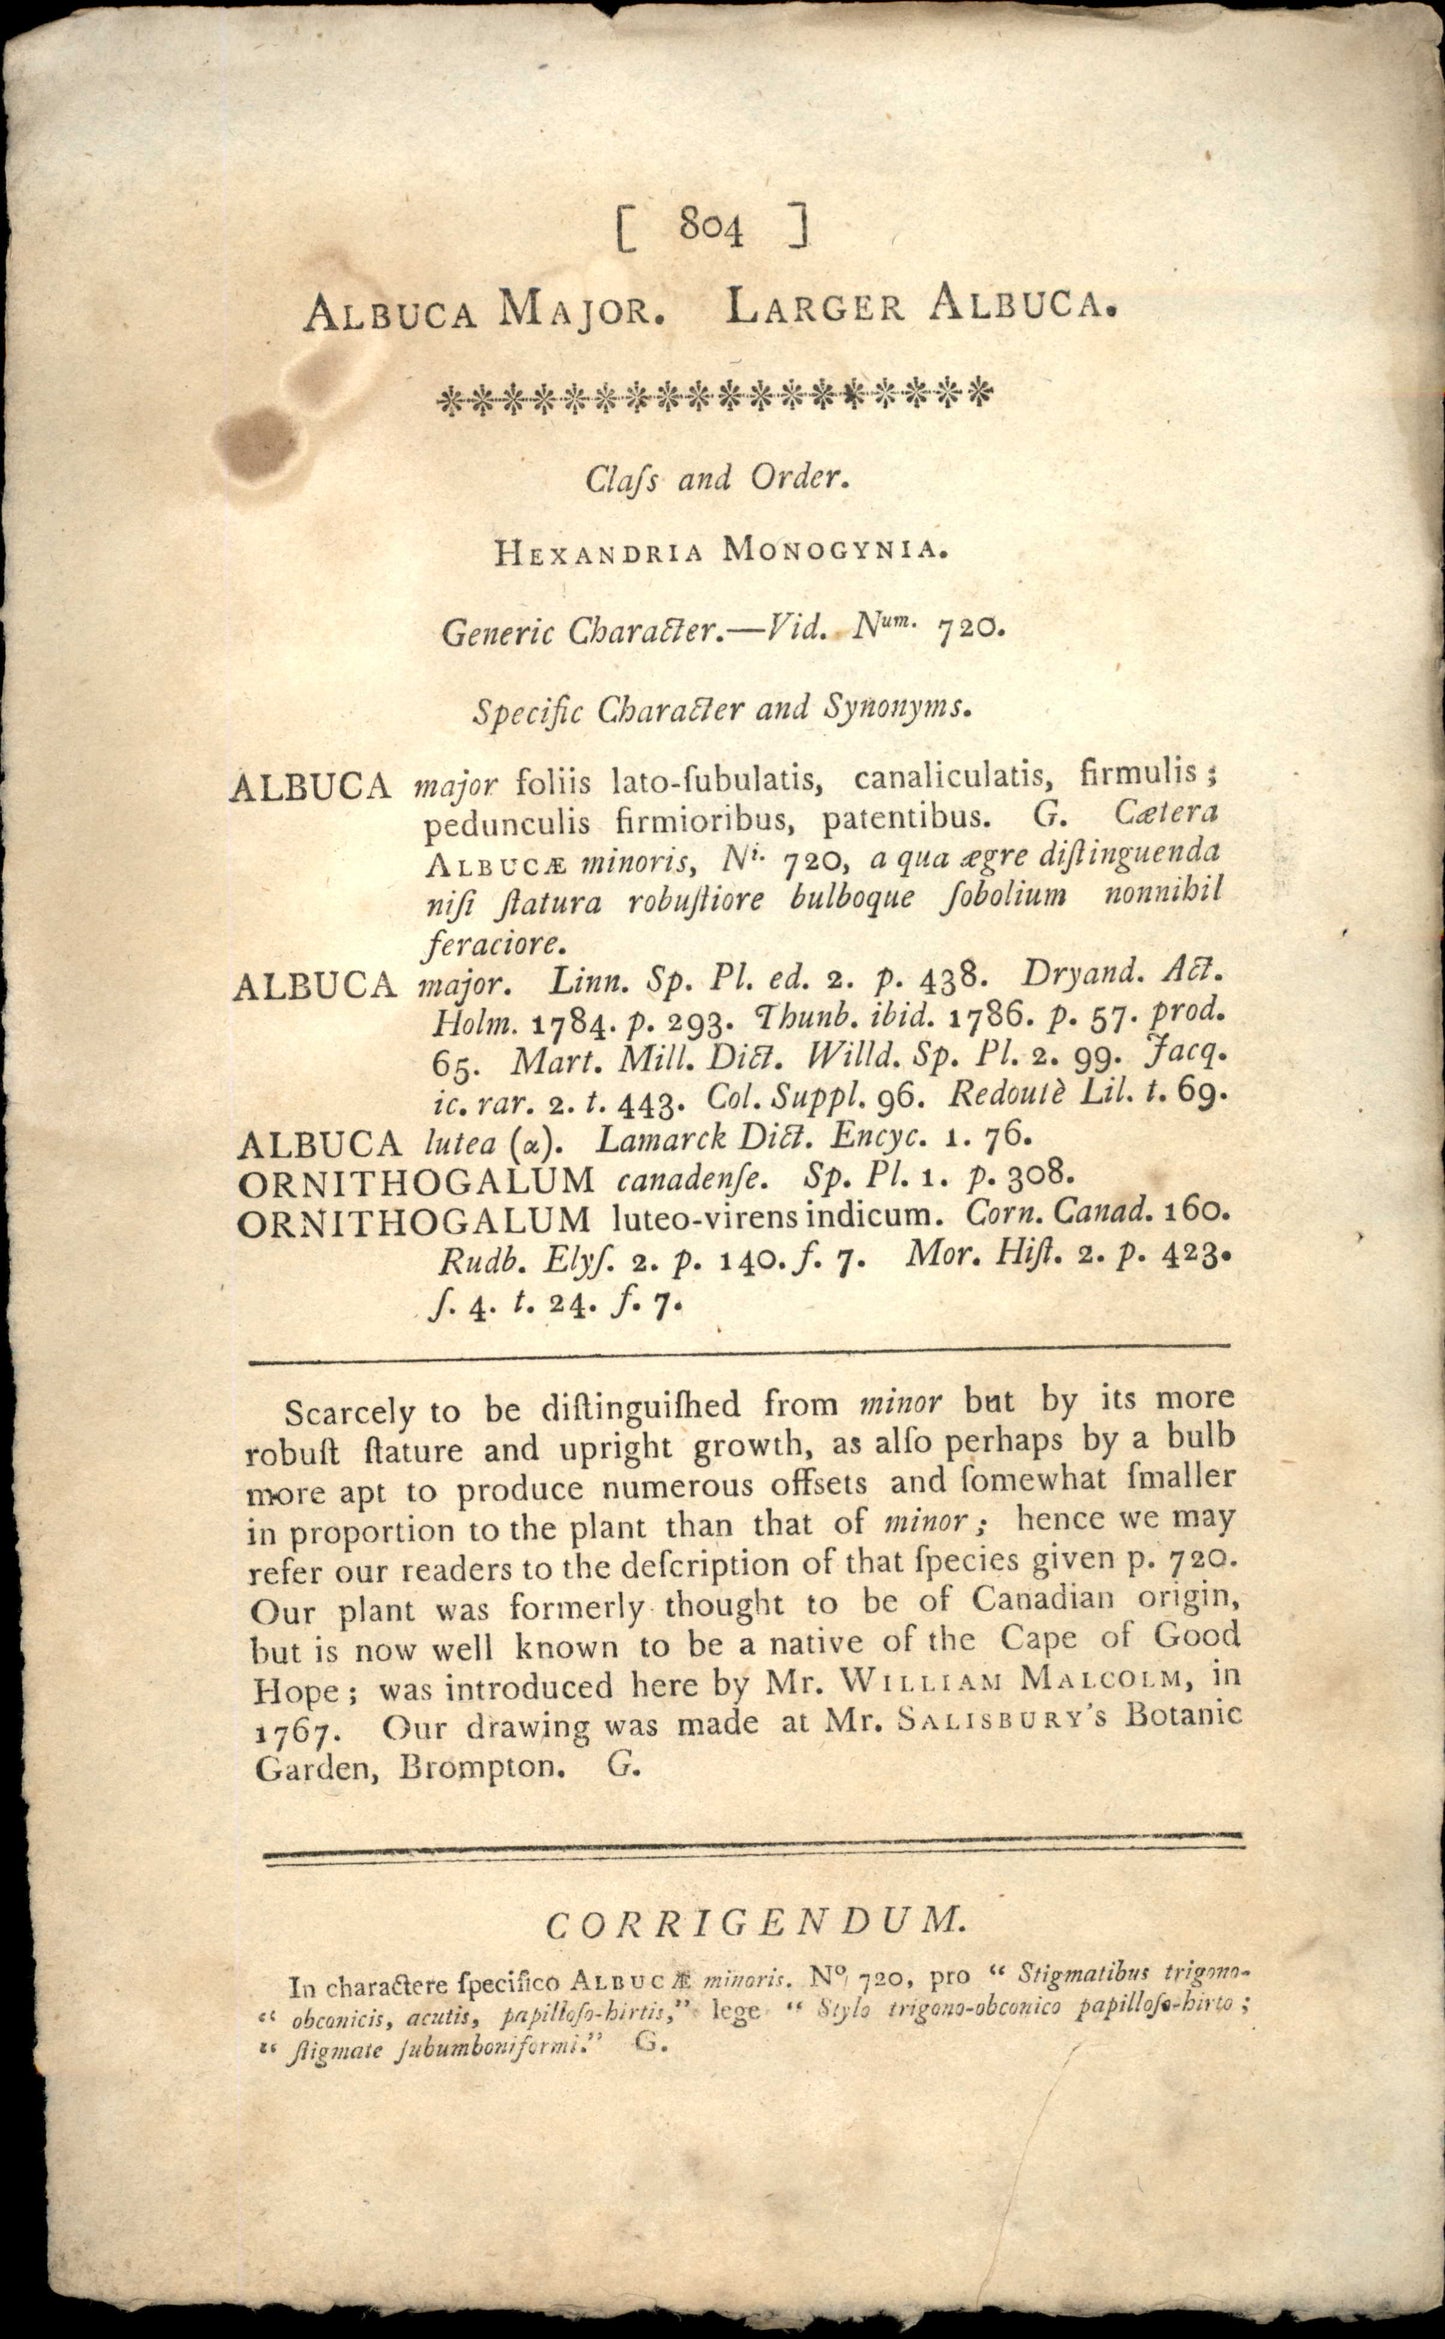 [ 804 ]
ALBUCA MAJOR. LARGER ALBUCA.
Claſs and Order.
HEXANDRIA MONOGYNIA.
Generic Character.—Vid. Num. 720.
Specific Character and Synonyms.
ALBUCA major foliis lato-ſubulatis, canaliculatis, firmulis;
pedunculis firmioribus, patentibus. G. Cætera
ALBUCÆ minoris, Ni. 720, a qua ægre diſtinguenda
niſi ſtatura robuſtiore bulboque ſobolium nonnihil
feraciore.
ALBUCA major. Linn. Sp. Pl. ed. 2. p. 438. Dryand. Act.
Holm. 1784. p. 293. Thunb. ibid. 1786. p. 57. prod.
65. Mart. Mill. Dict. Willd. Sp. Pl. 2. 99. Jacq.
ic. rar. 2. t. 443. Col. Suppl. 96. Redoutè Lil. t. 69.
ALBUCA lutea (α). Lamarck Dict. Encyc. 1. 76.
ORNITHOGALUM canadenſe. Sp. Pl. 1. p. 308.
ORNITHOGALUM luteo-virens indicum. Corn. Canad. 160.
Rudb. Elyſ. 2. p. 140. f. 7. Mor. Hiſt. 2. p. 423.
ſ. 4. t. 24. f. 7.
Scarcely to be diſtinguiſhed from minor but by its more
robuſt ſtature and upright growth, as alſo perhaps by a bulb
more apt to produce numerous offsets and ſomewhat ſmaller
in proportion to the plant than that of minor; hence we may
refer our readers to the deſcription of that ſpecies given p. 720.
Our plant was formerly thought to be of Canadian origin,
but is now well known to be a native of the Cape of Good
Hope; was introduced here by Mr. WILLIAM MALCOLM, in
1767. Our drawing was made at Mr. SALISBURY'S Botanic
Garden, Brompton. G.
CORRIGENDUM.
In charactere ſpecifico ALBUCÆ minoris. No. 720, pro “ Stigmatibus trigono-
“ obconicis, acutis, papilloſo-hirtis,” lege “ Stylo trigono-obconico papilloſo-hirto;
“ ſtigmate ſubumboniformi.” G.